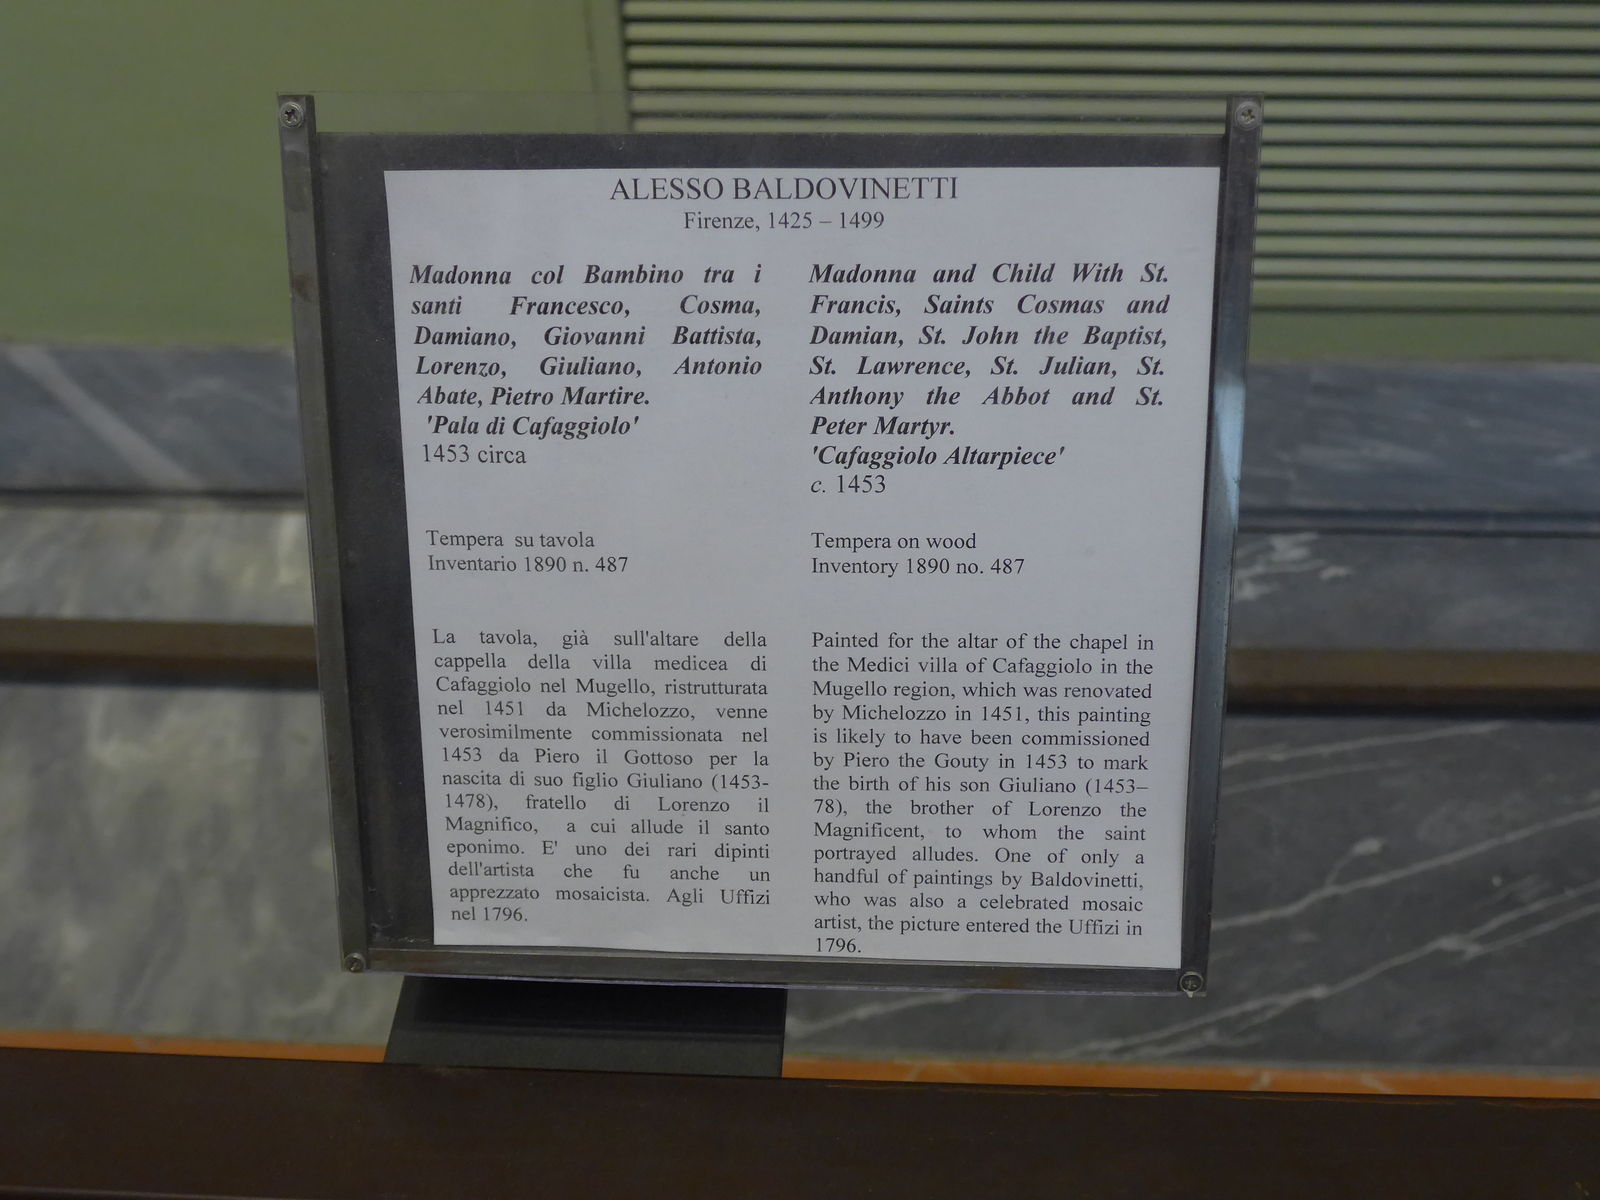 ALESSO BALDOVINETTI
Firenze, 1425 – 1499
Madonna col Bambino tra i
santi Francesco, Cosma,
Damiano, Giovanni Battista,
Lorenzo, Giuliano, Antonio
Abate, Pietro Martire.
'Pala di Cafaggiolo'
1453 circa
Tempera su tavola
Inventario 1890 n. 487
La tavola, già sull'altare della
cappella della villa medicea di
Cafaggiolo nel Mugello, ristrutturata
nel 1451 da Michelozzo, venne
verosimilmente commissionata nel
1453 da Piero il Gottoso per la
nascita di suo figlio Giuliano (1453-
1478), fratello di Lorenzo il
Magnifico, a cui allude il santo
eponimo. E' uno dei rari dipinti
dell'artista che fu anche un
apprezzato mosaicista. Agli Uffizi
nel 1796.
Madonna and Child With St.
Francis, Saints Cosmas and
Damian, St. John the Baptist,
St. Lawrence, St. Julian, St.
Anthony the Abbot and St.
Peter Martyr.
'Cafaggiolo Altarpiece'
c. 1453
Tempera on wood
Inventory 1890 no. 487
Painted for the altar of the chapel in
the Medici villa of Cafaggiolo in the
Mugello region, which was renovated
by Michelozzo in 1451, this painting
is likely to have been commissioned
by Piero the Gouty in 1453 to mark
the birth of his son Giuliano (1453–
78), the brother of Lorenzo the
Magnificent, to whom the saint
portrayed alludes. One of only a
handful of paintings by Baldovinetti,
who was also a celebrated mosaic
artist, the picture entered the Uffizi in
1796.